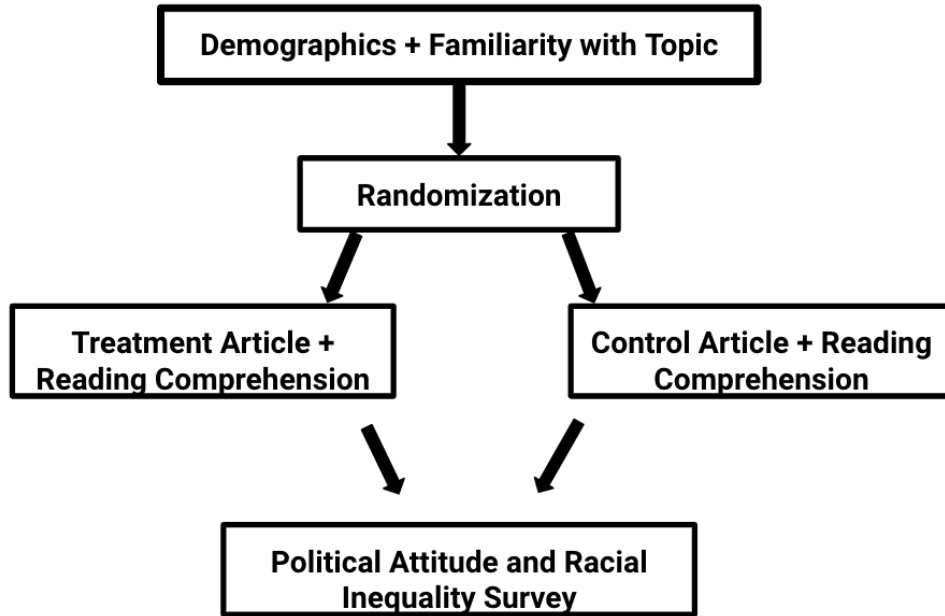 Demographics + Familiarity with Topic
Randomization
Treatment Article +
Reading Comprehension
Control Article + Reading
Comprehension
Political Attitude and Racial
Inequality Survey